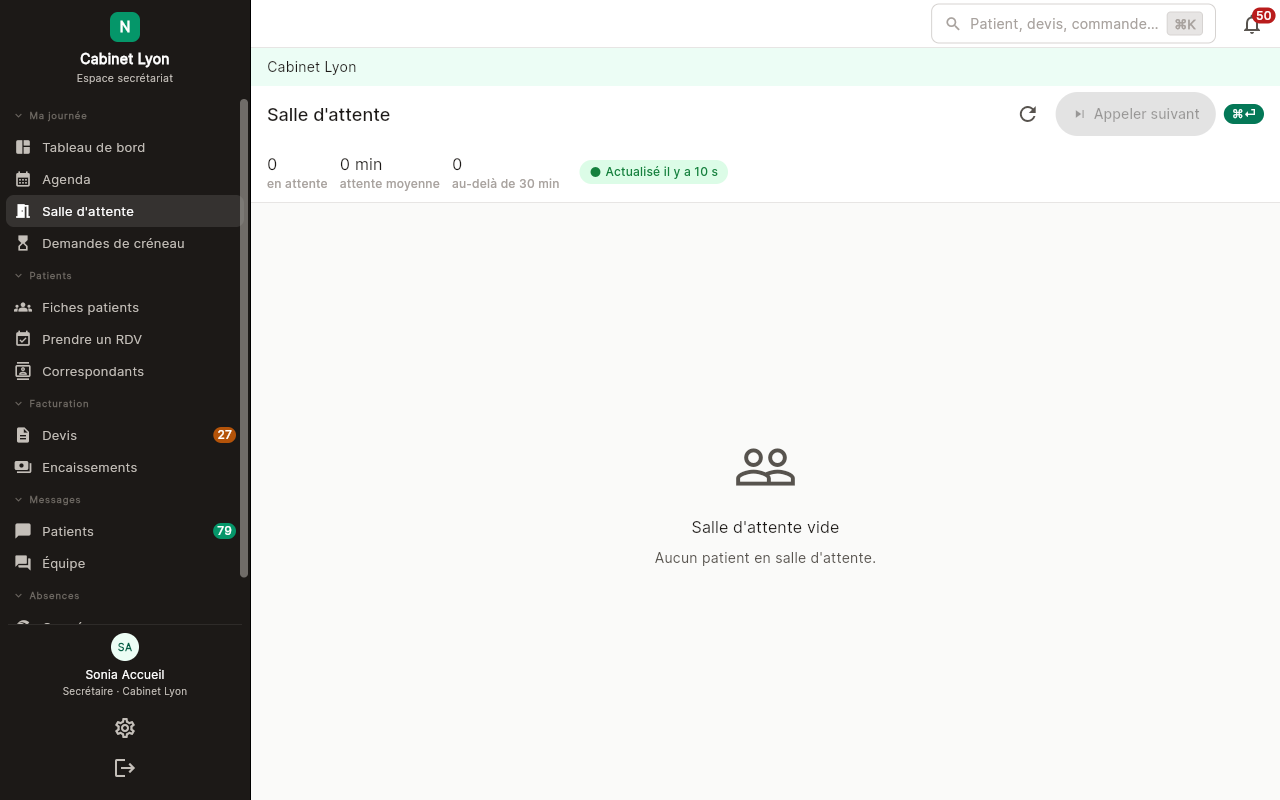 N
Cabinet Lyon
Espace secrétariat
Ma journée
Tableau de bord
Agenda
Salle d'attente
Demandes de créneau
Patients
Fiches patients
Prendre un RDV
Correspondants
Facturation
Devis 27
Encaissements
Messages
Patients 79
Équipe
Absences
SA
Sonia Accueil
Secrétaire · Cabinet Lyon
Patient, devis, commande... ⌘K
50
Cabinet Lyon
Salle d'attente
Appeler suivant ⌘⏎
0 en attente
0 min attente moyenne
0 au-delà de 30 min
Actualisé il y a 10 s
Salle d'attente vide
Aucun patient en salle d'attente.